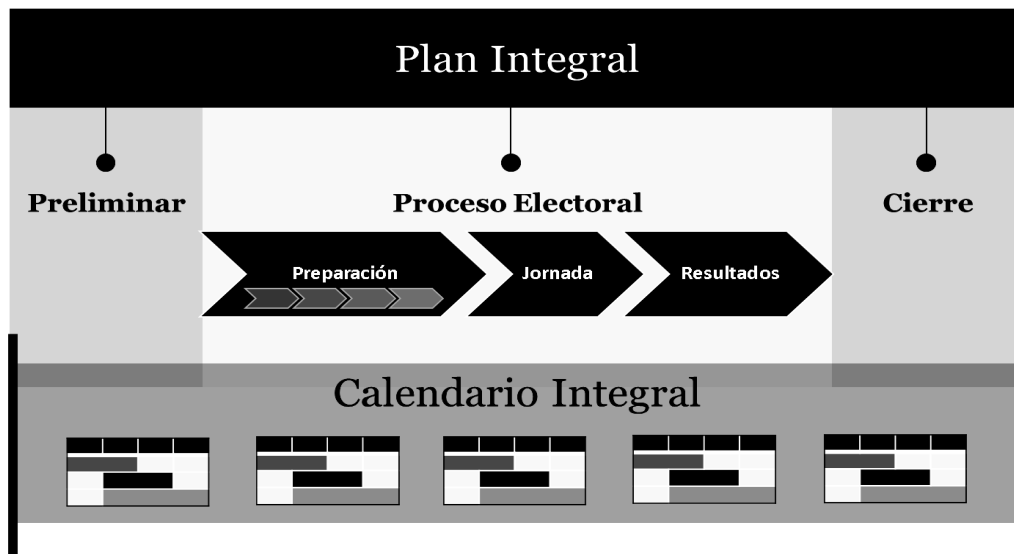 Plan Integral
Preliminar
Proceso Electoral
Cierre
Preparación
Jornada
Resultados
Calendario Integral